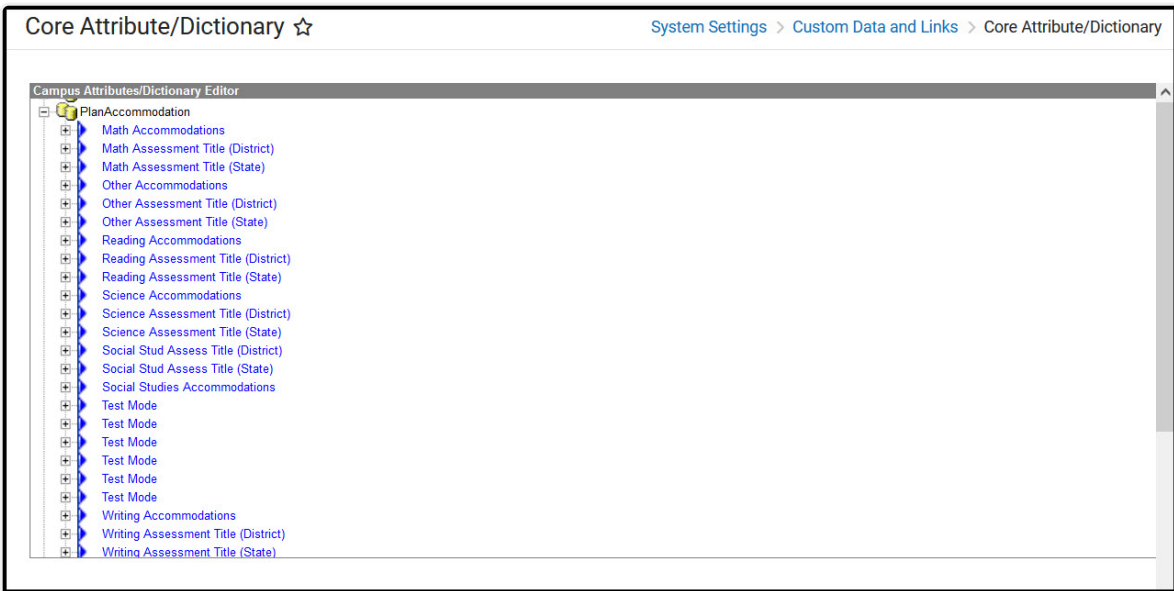 Core Attribute/Dictionary ☆
System Settings > Custom Data and Links > Core Attribute/Dictionary
Campus Attributes/Dictionary Editor
PlanAccommodation
Math Accommodations
Math Assessment Title (District)
Math Assessment Title (State)
Other Accommodations
Other Assessment Title (District)
Other Assessment Title (State)
Reading Accommodations
Reading Assessment Title (District)
Reading Assessment Title (State)
Science Accommodations
Science Assessment Title (District)
Science Assessment Title (State)
Social Stud Assess Title (District)
Social Stud Assess Title (State)
Social Studies Accommodations
Test Mode
Test Mode
Test Mode
Test Mode
Test Mode
Test Mode
Writing Accommodations
Writing Assessment Title (District)
Writing Assessment Title (State)